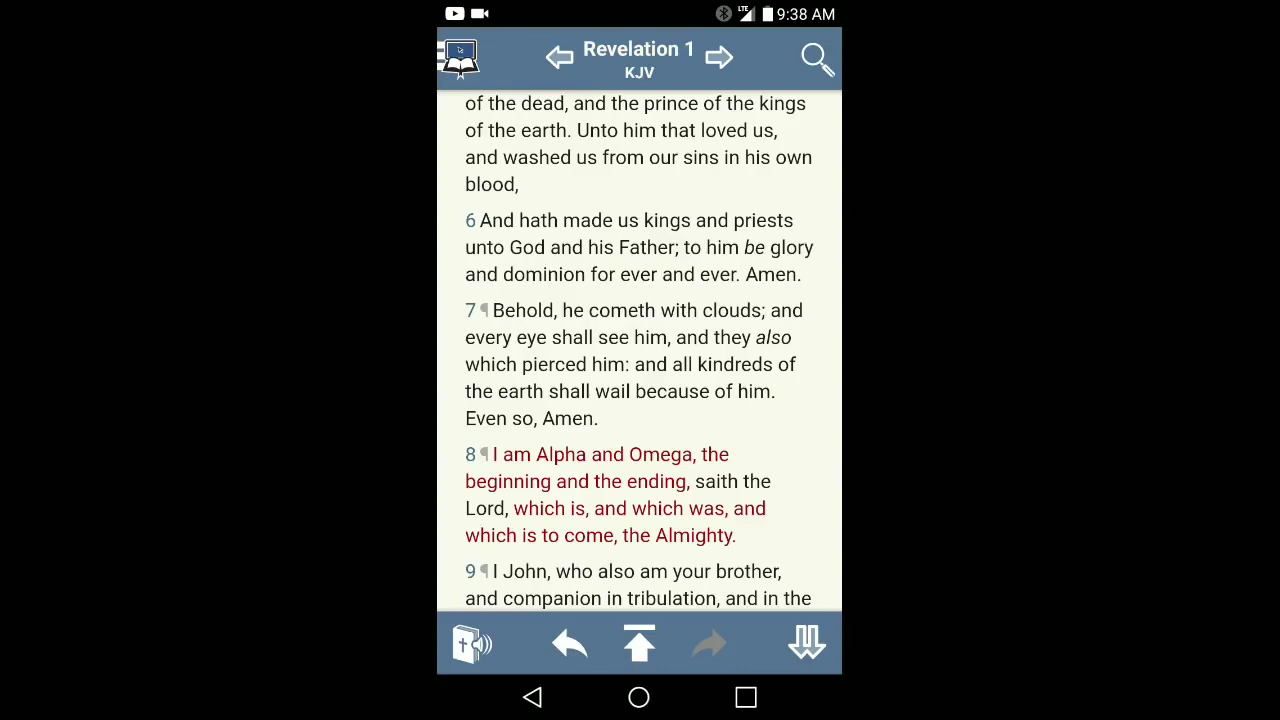 LTE 9:38 AM
Revelation 1
KJV
of the dead, and the prince of the kings
of the earth. Unto him that loved us,
and washed us from our sins in his own
blood,
6 And hath made us kings and priests
unto God and his Father; to him be glory
and dominion for ever and ever. Amen.
7 ¶ Behold, he cometh with clouds; and
every eye shall see him, and they also
which pierced him: and all kindreds of
the earth shall wail because of him.
Even so, Amen.
8 ¶ I am Alpha and Omega, the
beginning and the ending, saith the
Lord, which is, and which was, and
which is to come, the Almighty.
9 ¶ I John, who also am your brother,
and companion in tribulation, and in the